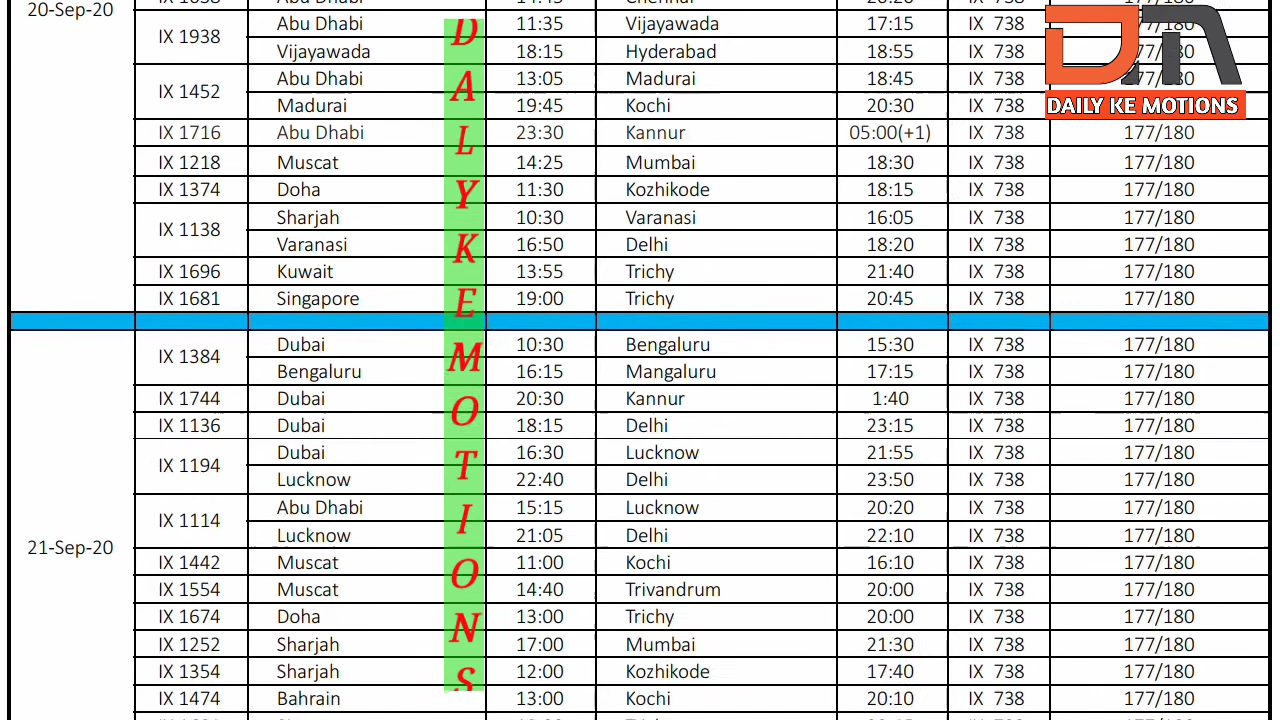 20-Sep-20
IX 1938 Abu Dhabi 11:35 Vijayawada 17:15 IX 738
Vijayawada 18:15 Hyderabad 18:55 IX 738
IX 1452 Abu Dhabi 13:05 Madurai 18:45 IX 738
Madurai 19:45 Kochi 20:30 IX 738
DAILY KE MOTIONS
IX 1716 Abu Dhabi 23:30 Kannur 05:00(+1) IX 738 177/180
IX 1218 Muscat 14:25 Mumbai 18:30 IX 738 177/180
IX 1374 Doha 11:30 Kozhikode 18:15 IX 738 177/180
IX 1138 Sharjah 10:30 Varanasi 16:05 IX 738 177/180
Varanasi 16:50 Delhi 18:20 IX 738 177/180
IX 1696 Kuwait 13:55 Trichy 21:40 IX 738 177/180
IX 1681 Singapore 19:00 Trichy 20:45 IX 738 177/180
21-Sep-20
IX 1384 Dubai 10:30 Bengaluru 15:30 IX 738 177/180
Bengaluru 16:15 Mangaluru 17:15 IX 738 177/180
IX 1744 Dubai 20:30 Kannur 1:40 IX 738 177/180
IX 1136 Dubai 18:15 Delhi 23:15 IX 738 177/180
IX 1194 Dubai 16:30 Lucknow 21:55 IX 738 177/180
Lucknow 22:40 Delhi 23:50 IX 738 177/180
IX 1114 Abu Dhabi 15:15 Lucknow 20:20 IX 738 177/180
Lucknow 21:05 Delhi 22:10 IX 738 177/180
IX 1442 Muscat 11:00 Kochi 16:10 IX 738 177/180
IX 1554 Muscat 14:40 Trivandrum 20:00 IX 738 177/180
IX 1674 Doha 13:00 Trichy 20:00 IX 738 177/180
IX 1252 Sharjah 17:00 Mumbai 21:30 IX 738 177/180
IX 1354 Sharjah 12:00 Kozhikode 17:40 IX 738 177/180
IX 1474 Bahrain 13:00 Kochi 20:10 IX 738 177/180
DALYKEMOTIONS